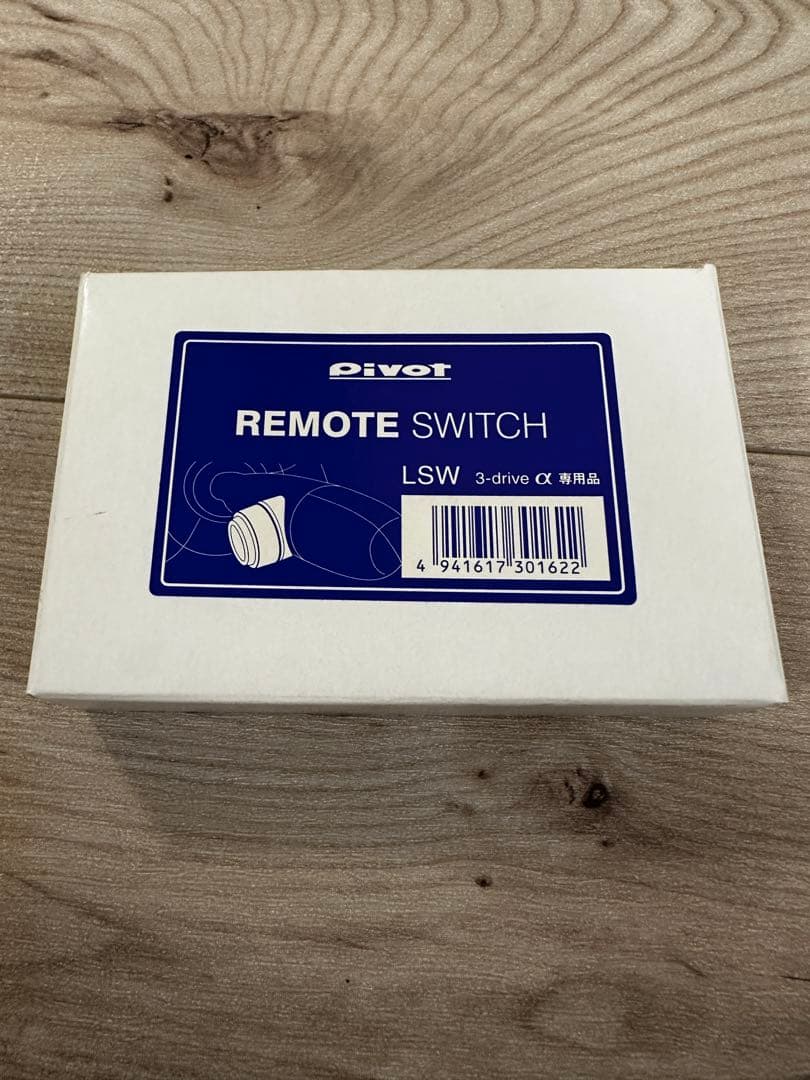 pivot
REMOTE SWITCH
LSW 3-drive α 専用品
4 941617 301622